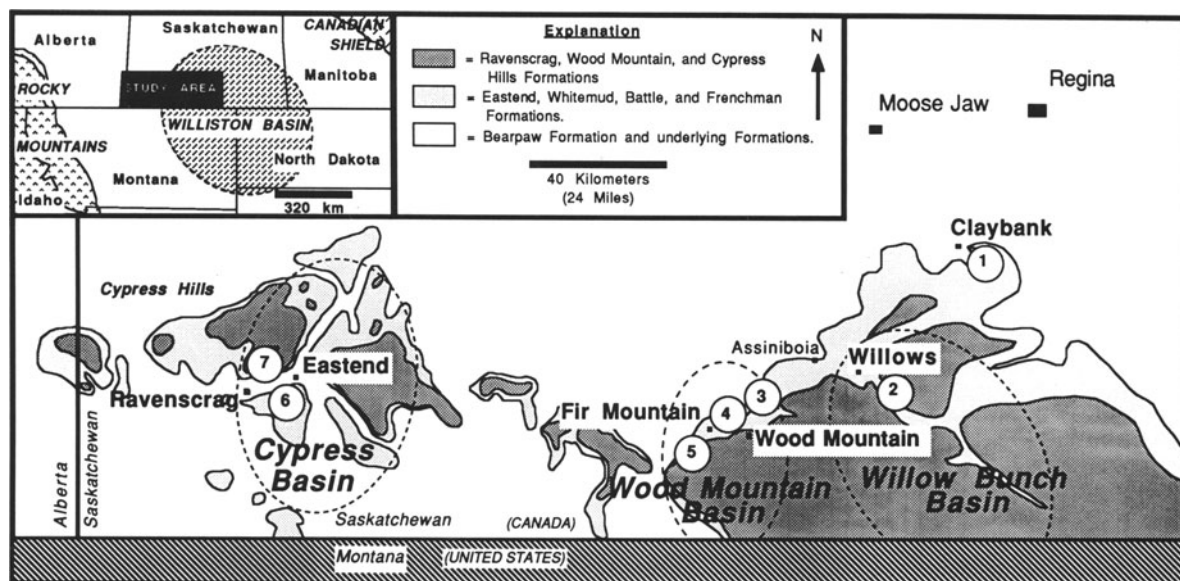 Alberta
Saskatchewan
CANADIAN
SHIELD
Manitoba
ROCKY
STUDY AREA
WILLISTON BASIN
MOUNTAINS
North Dakota
Montana
Idaho
320 km
Explanation
= Ravenscrag, Wood Mountain, and Cypress
Hills Formations
= Eastend, Whitemud, Battle, and Frenchman
Formations.
= Bearpaw Formation and underlying Formations.
40 Kilometers
(24 Miles)
N
Regina
Moose Jaw
Claybank
1
Cypress Hills
Assiniboia
Willows
7
Eastend
2
Ravenscrag
6
3
Fir Mountain
4
Wood Mountain
5
Cypress
Basin
Wood Mountain
Basin
Willow Bunch
Basin
Alberta
Saskatchewan
Saskatchewan
(CANADA)
Montana
(UNITED STATES)